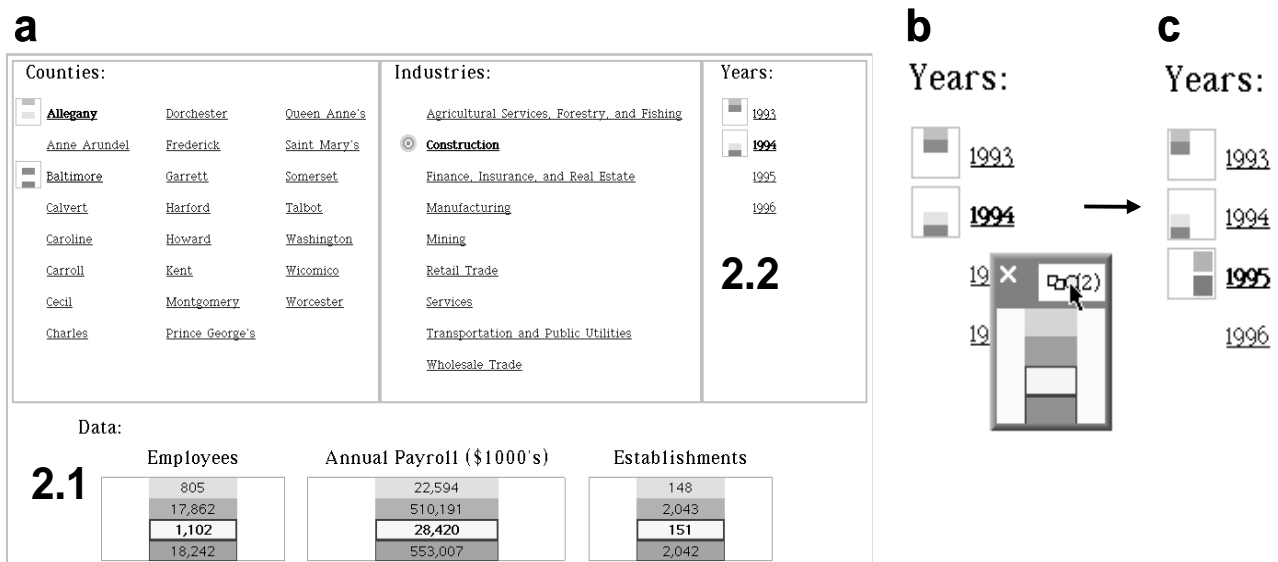 a
Counties:
Allegany
Anne Arundel
Baltimore
Calvert
Caroline
Carroll
Cecil
Charles
Dorchester
Frederick
Garrett
Harford
Howard
Kent
Montgomery
Prince George's
Queen Anne's
Saint Mary's
Somerset
Talbot
Washington
Wicomico
Worcester
Industries:
Agricultural Services, Forestry, and Fishing
Construction
Finance, Insurance, and Real Estate
Manufacturing
Mining
Retail Trade
Services
Transportation and Public Utilities
Wholesale Trade
Years:
1993
1994
1995
1996
2.2
Data:
2.1
Employees
805
17,862
1,102
18,242
Annual Payroll ($1000's)
22,594
510,191
28,420
553,007
Establishments
148
2,043
151
2,042
b
Years:
1993
1994
19
19
(2)
c
Years:
1993
1994
1995
1996